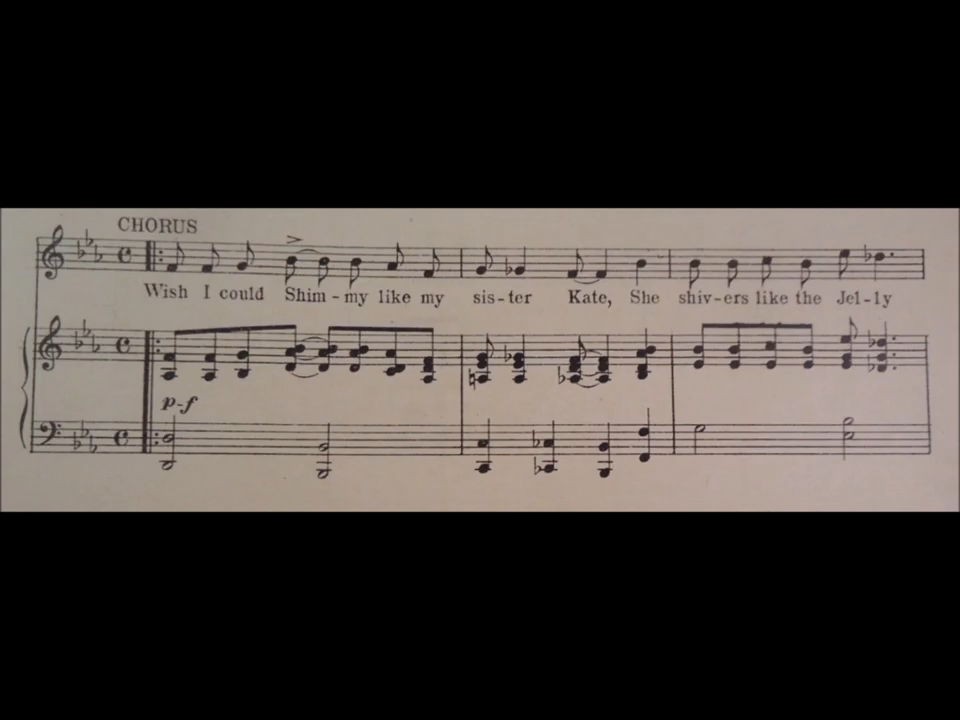 CHORUS
Wish I could Shim-my like my sis-ter Kate, She shiv-ers like the Jel-ly
p-f